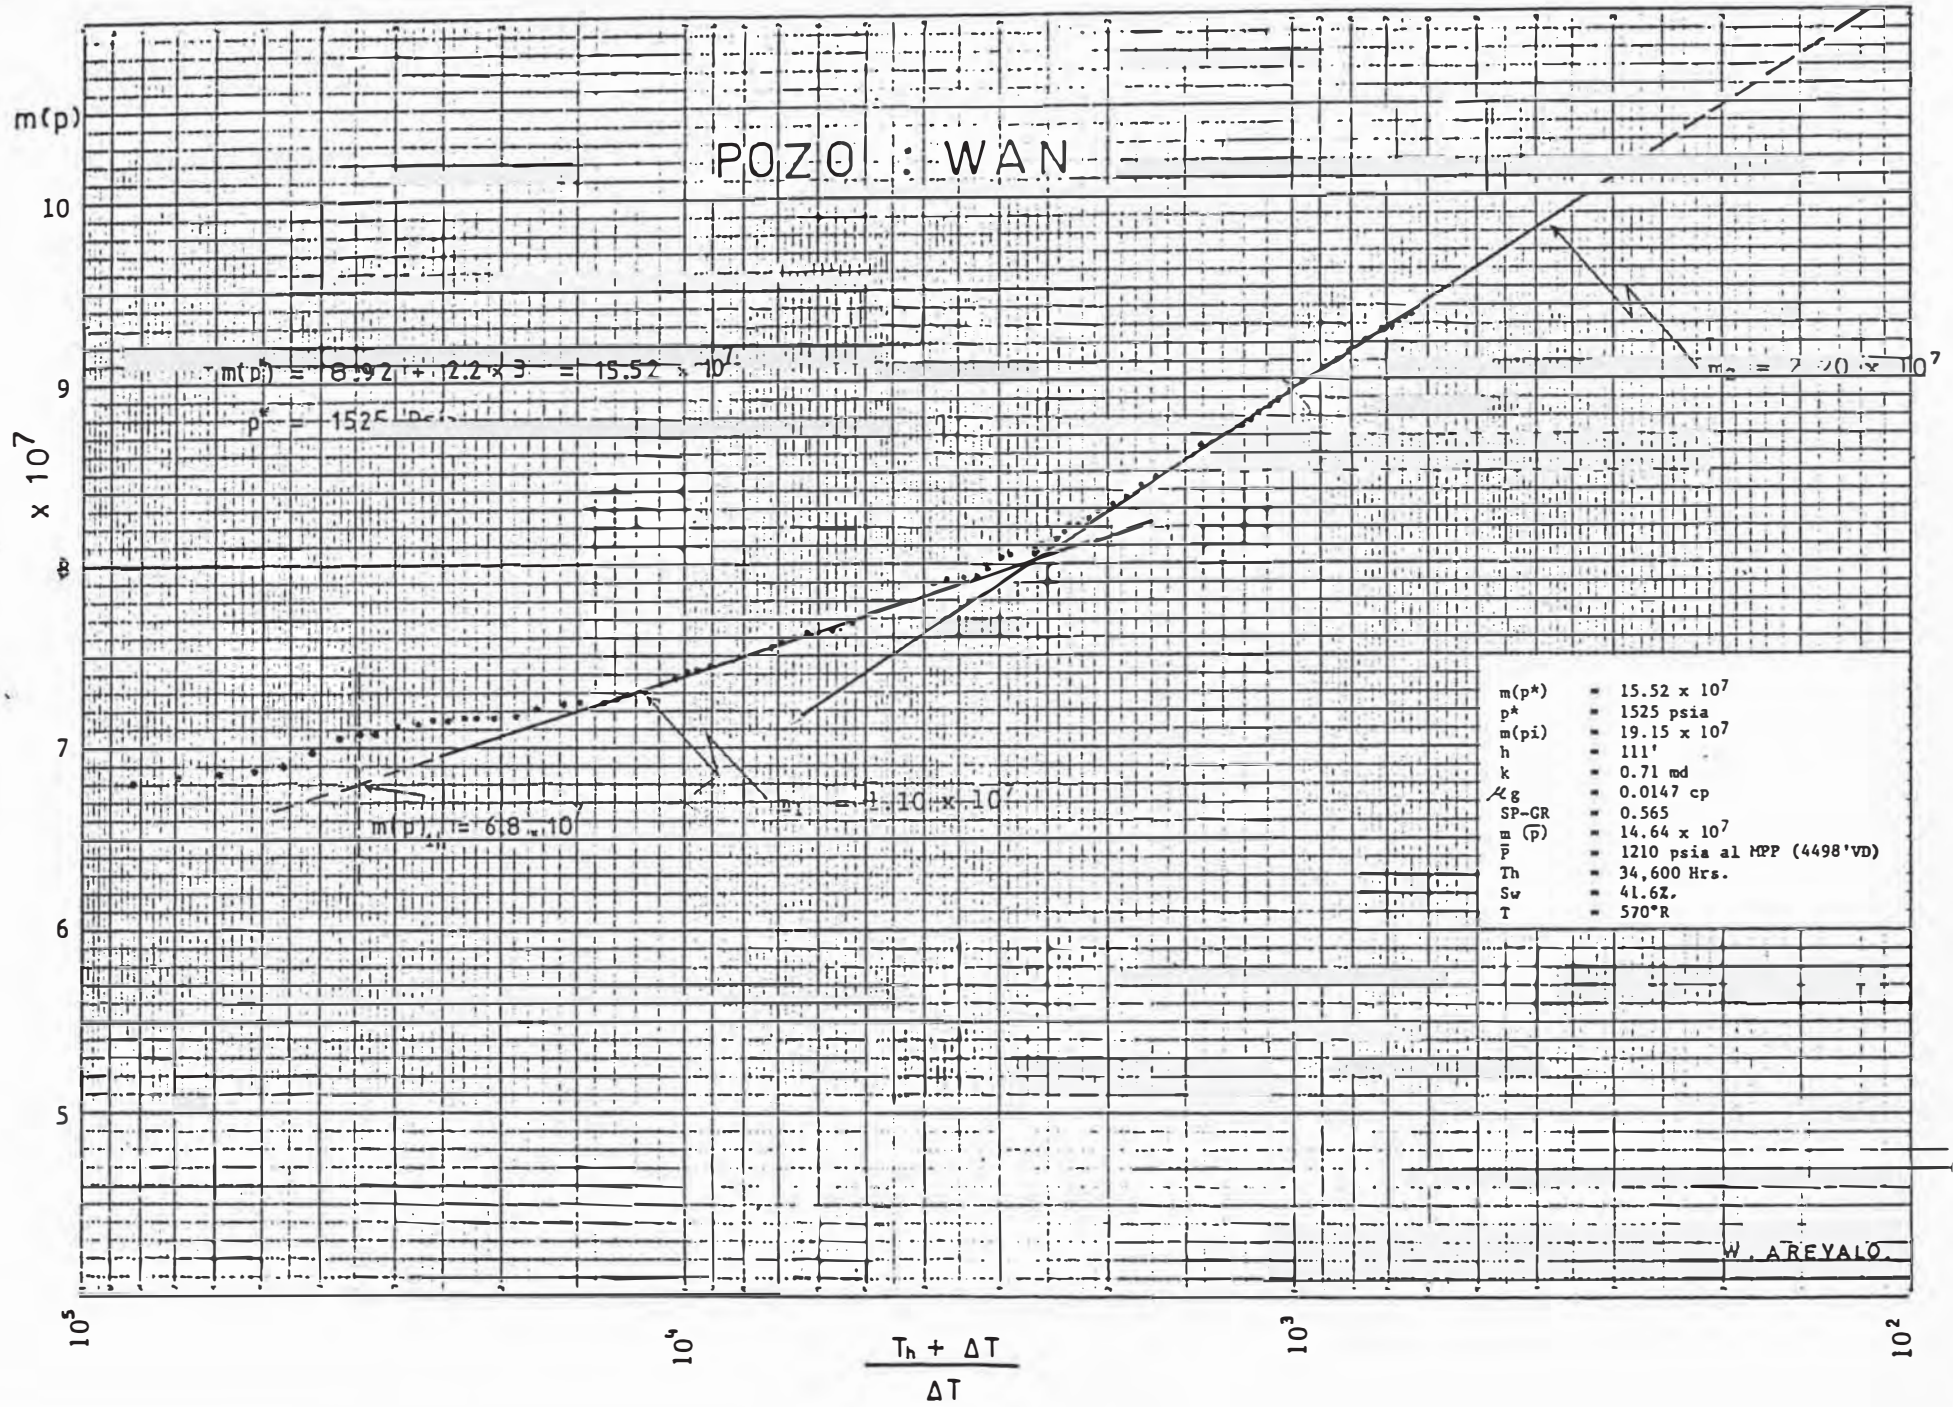 POZO : WAN
m(p)
x 10⁷
10
9
8
7
6
5
m(p*) = 8.92 + 2.2 x 3 = 15.52 x 10⁷
p* = 1525
m₂ = 2.20 x 10⁷
= 1.10 x 10⁷
m(p) = 6.8 x 10⁷
m(p*) = 15.52 x 10⁷
p* = 1525 psia
m(pi) = 19.15 x 10⁷
h = 111'
k = 0.71 md
μg = 0.0147 cp
SP-GR = 0.565
m (p̅) = 14.64 x 10⁷
P̅ = 1210 psia al MPP (4498'VD)
Th = 34,600 Hrs.
Sw = 41.6%.
T = 570°R
W. AREVALO.
10⁵
10⁴
10³
10²
Th + ΔT
ΔT